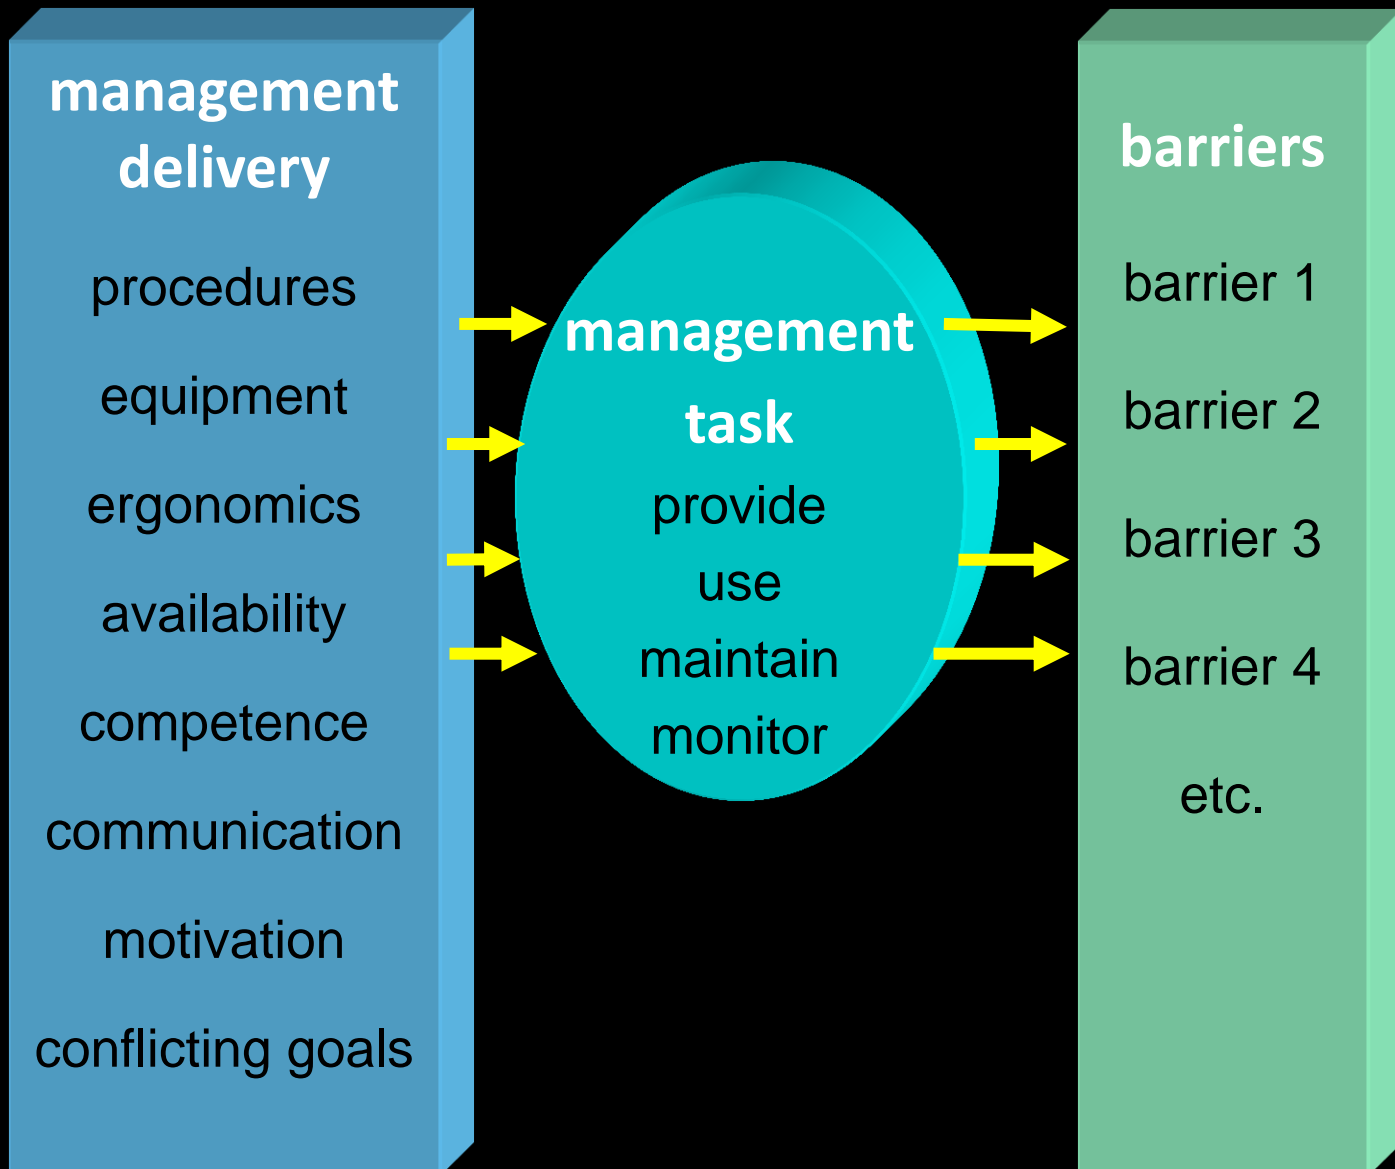 management
delivery
procedures
equipment
ergonomics
availability
competence
communication
motivation
conflicting goals
management
task
provide
use
maintain
monitor
barriers
barrier 1
barrier 2
barrier 3
barrier 4
etc.